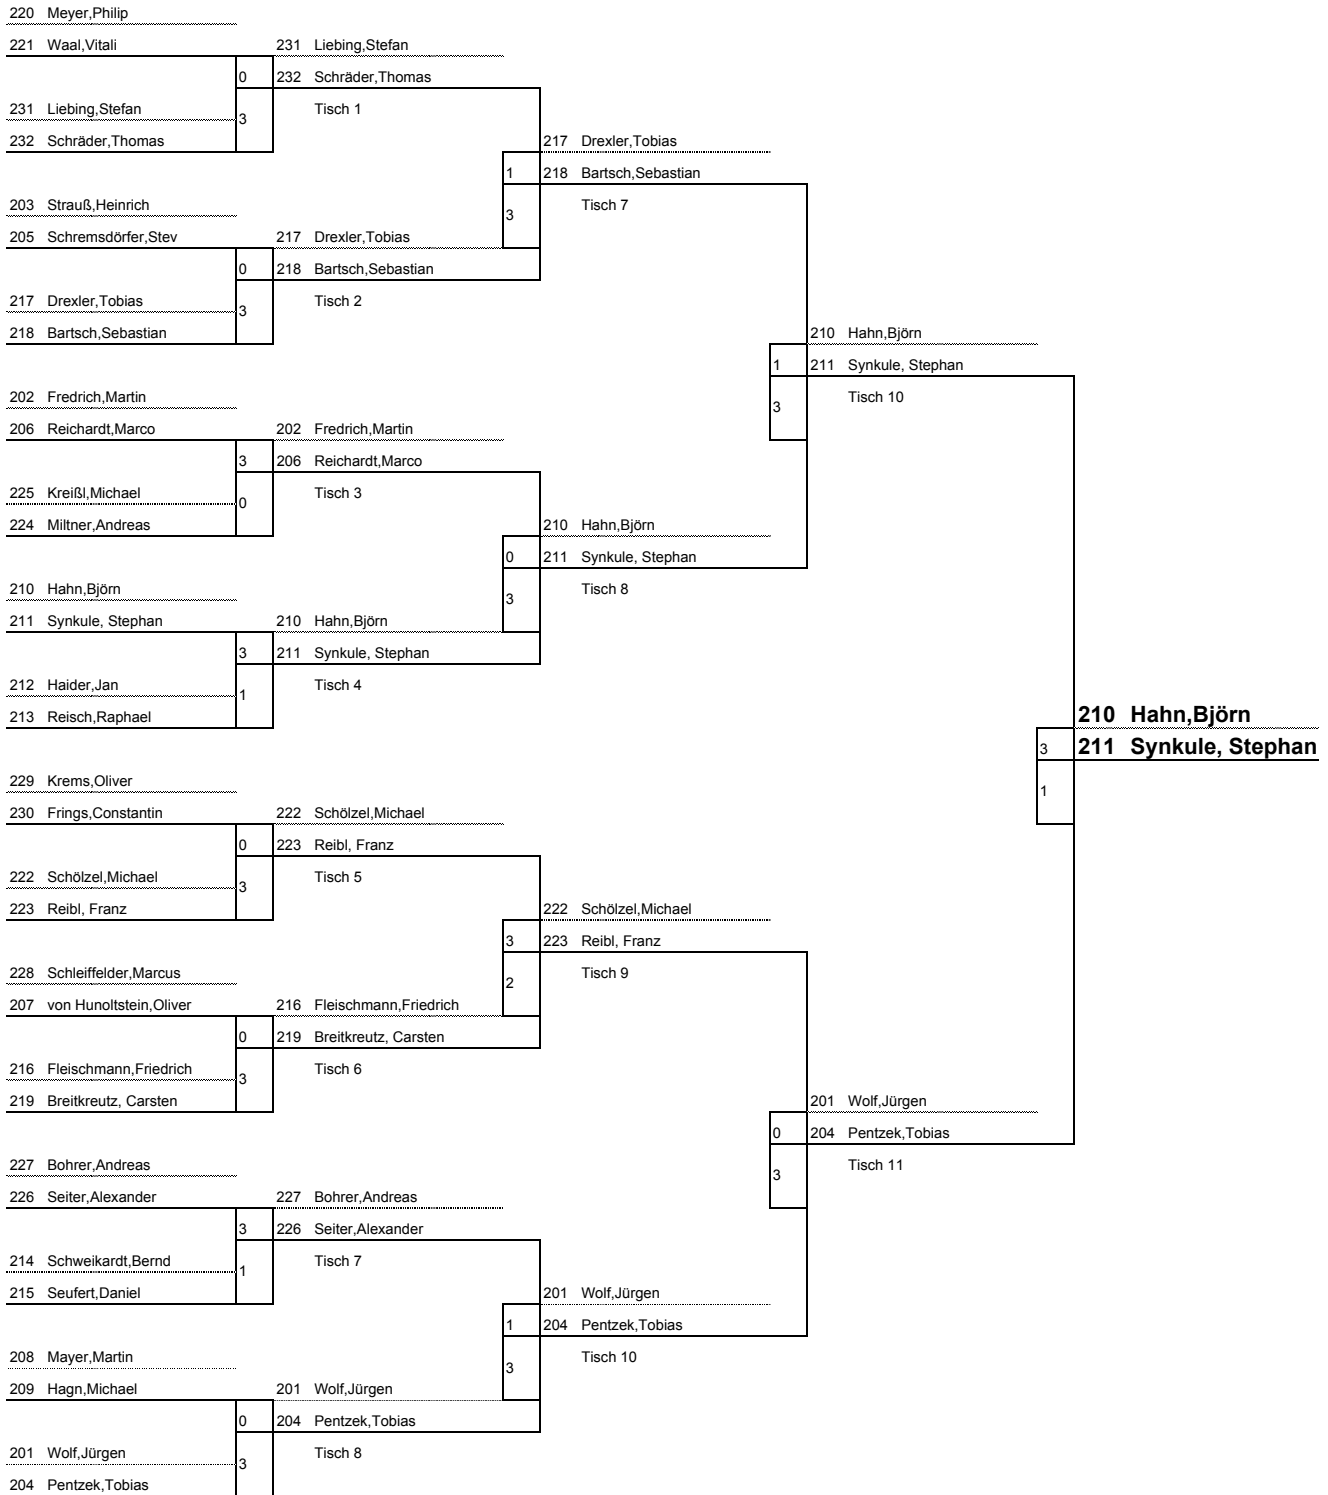 220 Meyer,Philip
221 Waal,Vitali 231 Liebing,Stefan
0 232 Schräder,Thomas
231 Liebing,Stefan 3 Tisch 1
232 Schräder,Thomas 217 Drexler,Tobias
1 218 Bartsch,Sebastian
203 Strauß,Heinrich 3 Tisch 7
205 Schremsdörfer,Stev 217 Drexler,Tobias
0 218 Bartsch,Sebastian
217 Drexler,Tobias 3 Tisch 2
218 Bartsch,Sebastian 210 Hahn,Björn
1 211 Synkule, Stephan
202 Fredrich,Martin 3 Tisch 10
206 Reichardt,Marco 202 Fredrich,Martin
3 206 Reichardt,Marco
225 Kreißl,Michael 0 Tisch 3
224 Miltner,Andreas 210 Hahn,Björn
0 211 Synkule, Stephan
210 Hahn,Björn 3 Tisch 8
211 Synkule, Stephan 210 Hahn,Björn
3 211 Synkule, Stephan
212 Haider,Jan 1 Tisch 4
213 Reisch,Raphael 210 Hahn,Björn
3 211 Synkule, Stephan
229 Krems,Oliver 1
230 Frings,Constantin 222 Schölzel,Michael
0 223 Reibl, Franz
222 Schölzel,Michael 3 Tisch 5
223 Reibl, Franz 222 Schölzel,Michael
3 223 Reibl, Franz
228 Schleiffelder,Marcus 2 Tisch 9
207 von Hunoltstein,Oliver 216 Fleischmann,Friedrich
0 219 Breitkreutz, Carsten
216 Fleischmann,Friedrich 3 Tisch 6
219 Breitkreutz, Carsten 201 Wolf,Jürgen
0 204 Pentzek,Tobias
227 Bohrer,Andreas 3 Tisch 11
226 Seiter,Alexander 227 Bohrer,Andreas
3 226 Seiter,Alexander
214 Schweikardt,Bernd 1 Tisch 7
215 Seufert,Daniel 201 Wolf,Jürgen
1 204 Pentzek,Tobias
208 Mayer,Martin 3 Tisch 10
209 Hagn,Michael 201 Wolf,Jürgen
0 204 Pentzek,Tobias
201 Wolf,Jürgen 3 Tisch 8
204 Pentzek,Tobias